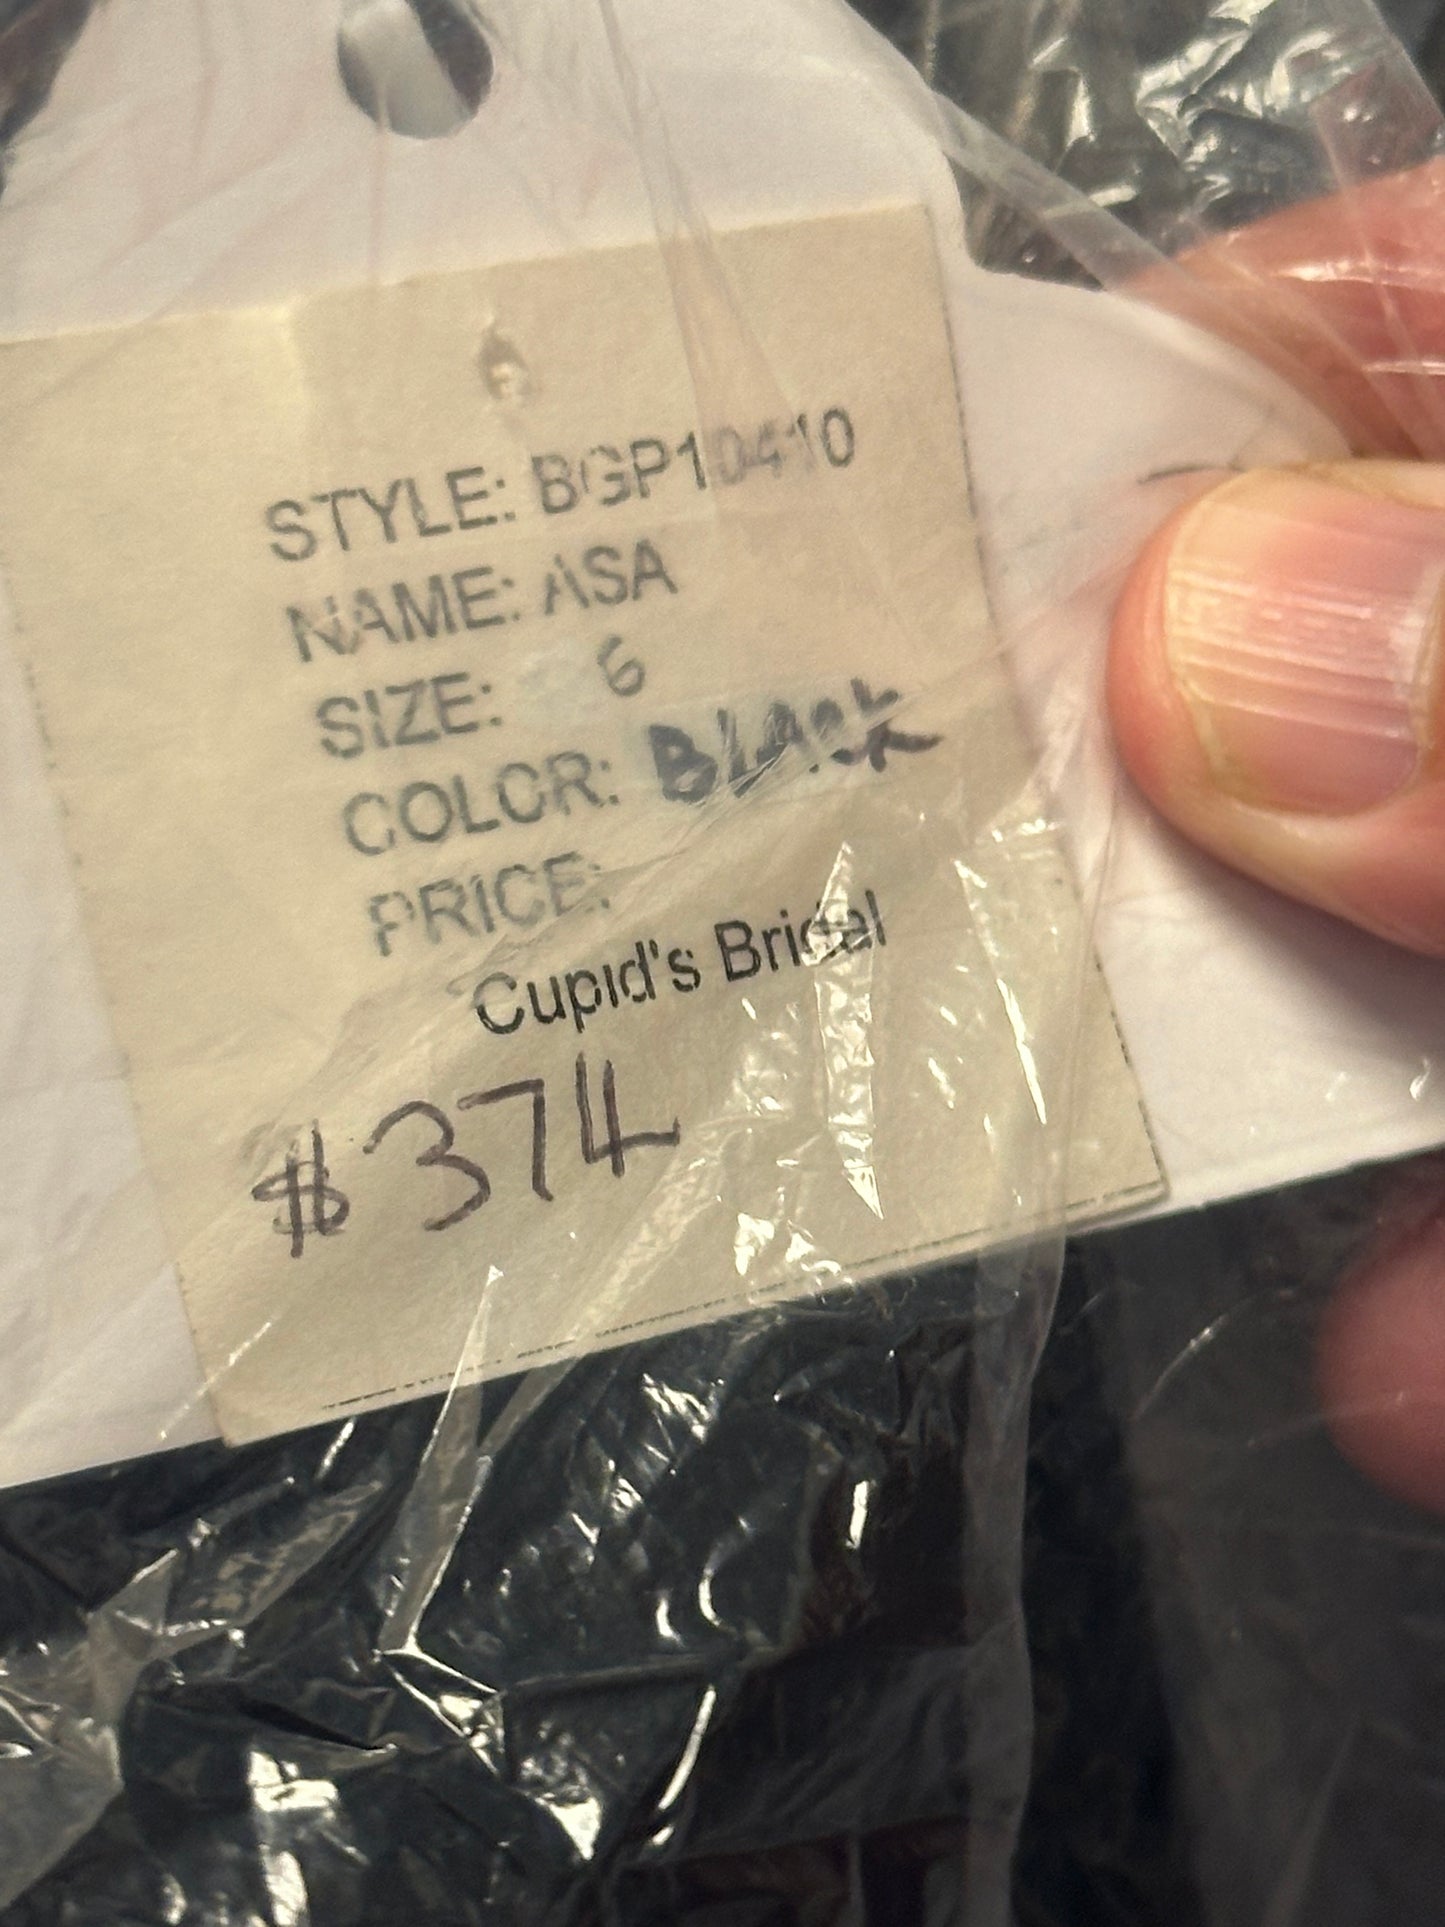 STYLE: BGP10410
NAME: ASA
SIZE: 6
COLOR: Black
PRICE:
Cupid's Bridal
$374